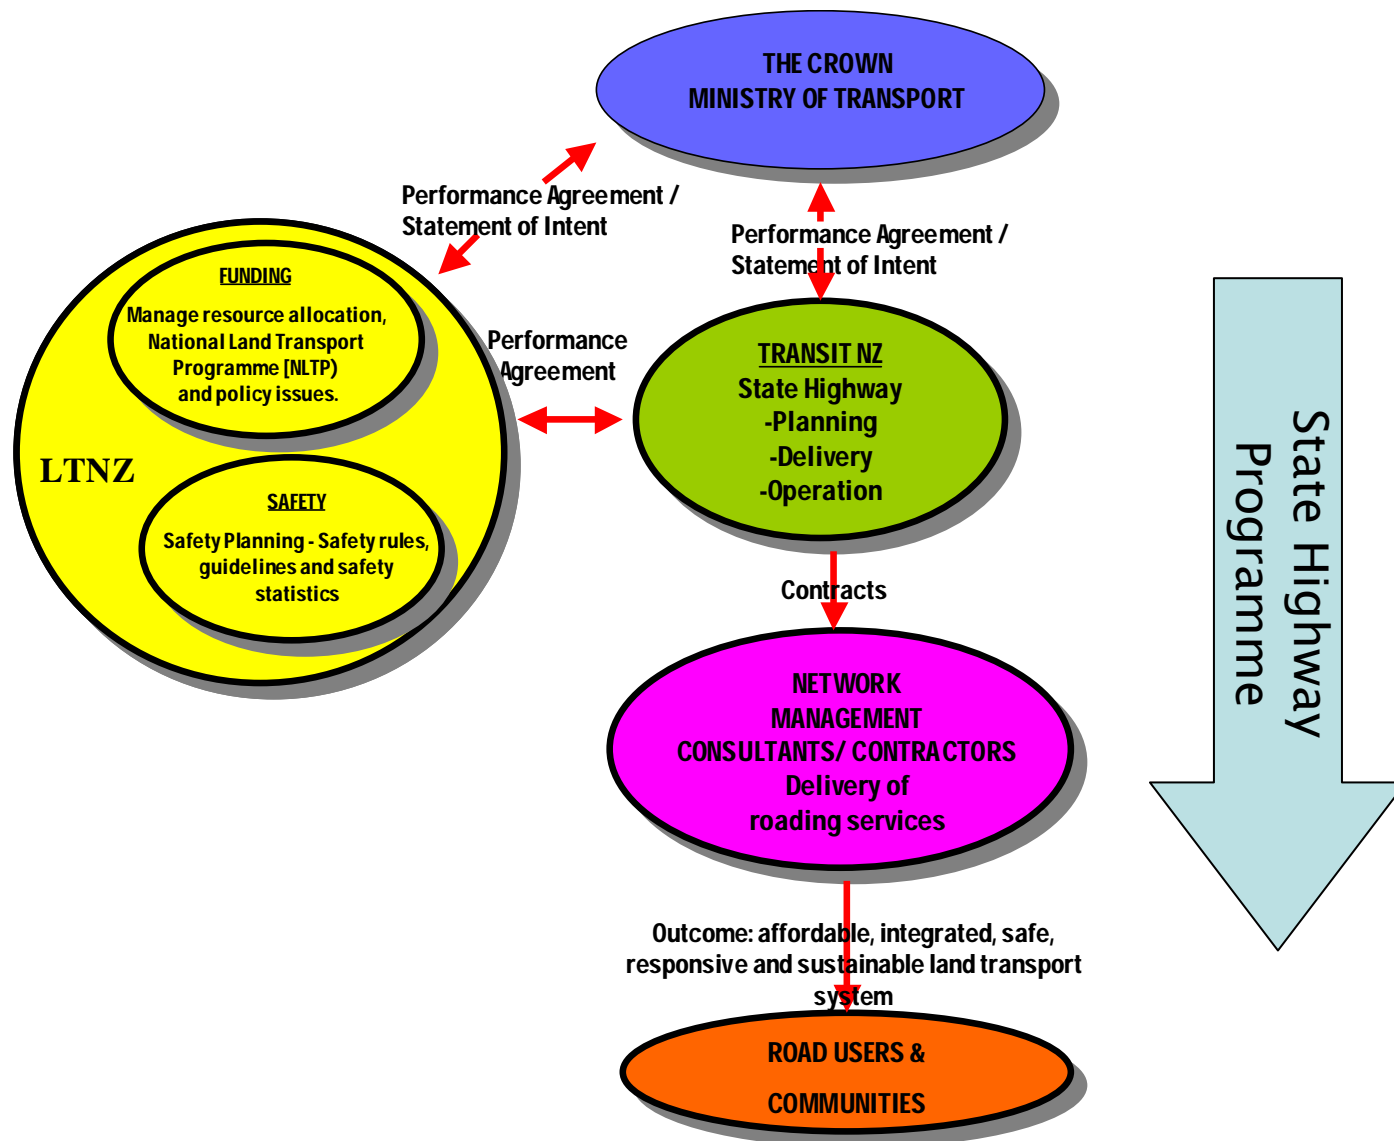 THE CROWN
MINISTRY OF TRANSPORT
Performance Agreement /
Statement of Intent
Performance Agreement /
Statement of Intent
FUNDING
Manage resource allocation,
National Land Transport
Programme [NLTP)
and policy issues.
LTNZ
SAFETY
Safety Planning - Safety rules,
guidelines and safety
statistics
Performance
Agreement
TRANSIT NZ
State Highway
-Planning
-Delivery
-Operation
Contracts
NETWORK
MANAGEMENT
CONSULTANTS/ CONTRACTORS
Delivery of
roading services
Outcome: affordable, integrated, safe,
responsive and sustainable land transport
system
ROAD USERS &
COMMUNITIES
State Highway
Programme